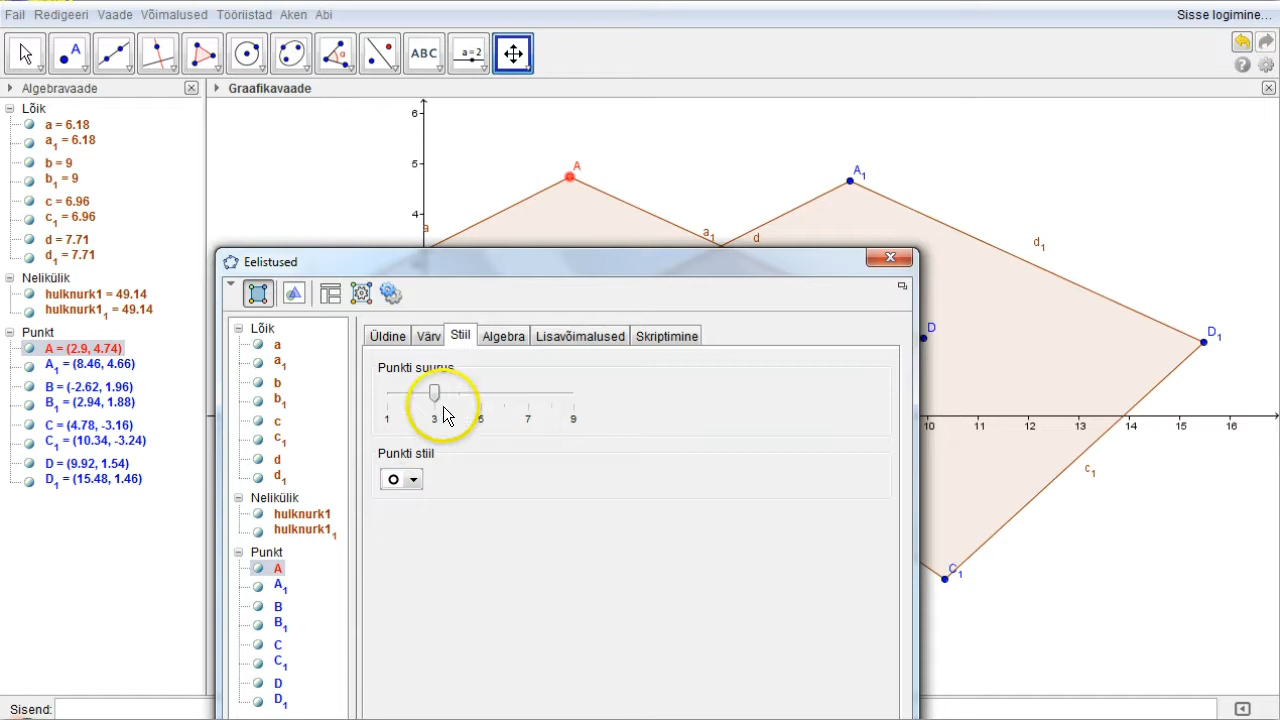 Fail Redigeeri Vaade Võimalused Tööriistad Aken Abi Sisse logimine...
A ABC a=2
Algebravaade Graafikavaade
Lõik
a = 6.18
a1 = 6.18
b = 9
b1 = 9
c = 6.96
c1 = 6.96
d = 7.71
d1 = 7.71
Nelikülik
hulknurk1 = 49.14
hulknurk11 = 49.14
Punkt
A = (2.9, 4.74)
A1 = (8.46, 4.66)
B = (-2.62, 1.96)
B1 = (2.94, 1.88)
C = (4.78, -3.16)
C1 = (10.34, -3.24)
D = (9.92, 1.54)
D1 = (15.48, 1.46)
6
5
4
A
A1
a
a1
d
d1
D
D1
10 11 12 13 14 15 16
c1
C1
Eelistused
Lõik
a
a1
b
b1
c
c1
d
d1
Nelikülik
hulknurk1
hulknurk11
Punkt
A
A1
B
B1
C
C1
D
D1
Üldine Värv Stiil Algebra Lisavõimalused Skriptimine
Punkti suurus
1 3 6 7 9
Punkti stiil
Sisend: